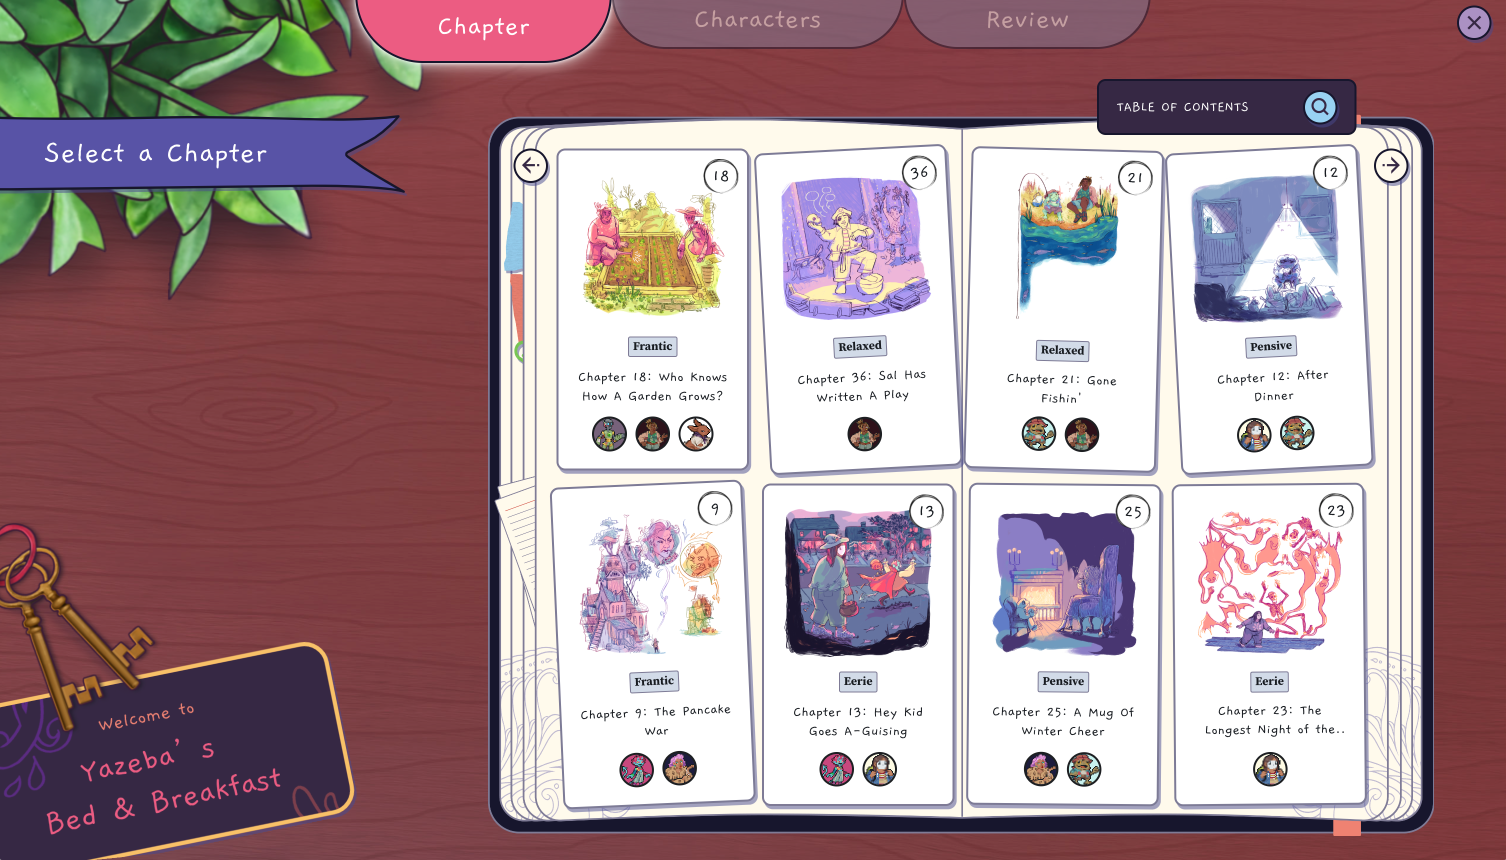 Chapter
Characters
Review
TABLE OF CONTENTS
Select a Chapter
18
Frantic
Chapter 18: Who Knows
How A Garden Grows?
36
Relaxed
Chapter 36: Sal Has
Written A Play
21
Relaxed
Chapter 21: Gone
Fishin'
12
Pensive
Chapter 12: After
Dinner
9
Frantic
Chapter 9: The Pancake
War
13
Eerie
Chapter 13: Hey Kid
Goes A-Guising
25
Pensive
Chapter 25: A Mug Of
Winter Cheer
23
Eerie
Chapter 23: The
Longest Night of the..
Welcome to
Yazeba's
Bed & Breakfast